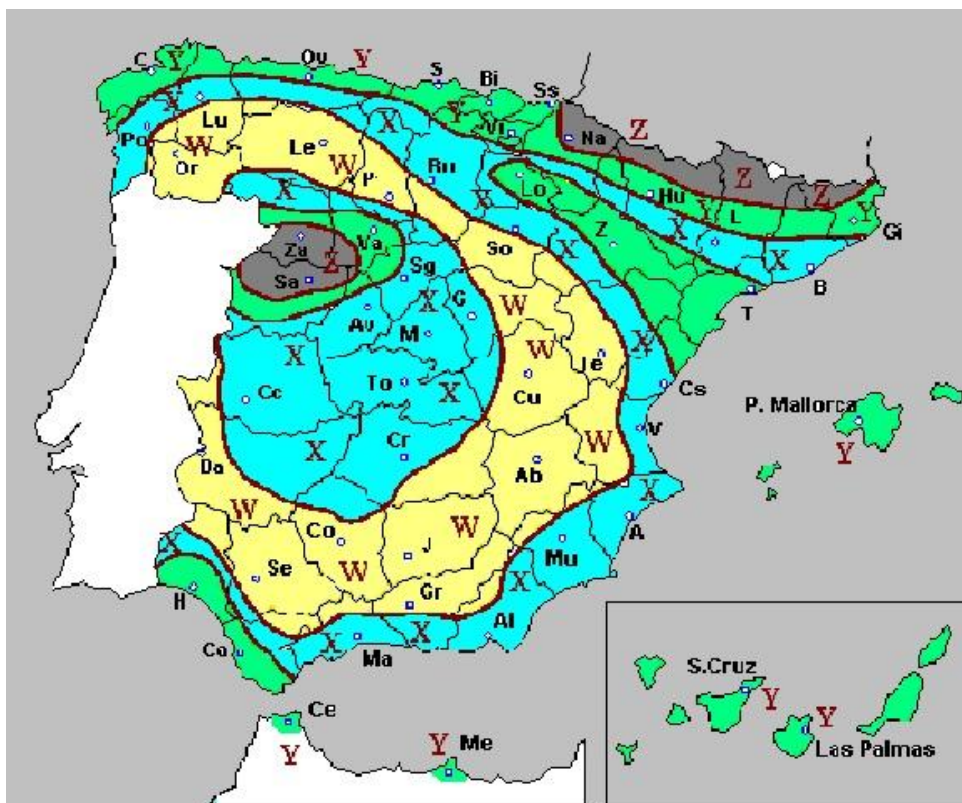 C Y Ov Y S Bi Ss
X Lu Y Vi Na Z
Po W Le X
Or W P Bu Lo Hu Z Z
X X Y L Y
Za Va So Z X Gi
Z Sg X X B
Sa Av G W T
X M W Te X
Cc To X Cu Cs P. Mallorca
X Cr W V Y
Ba Ab X
W Co W A
X J Mu
Se W X
H Gr Al
Ca X X
Ma
S.Cruz
Ce Y Y
Y Y Me Las Palmas